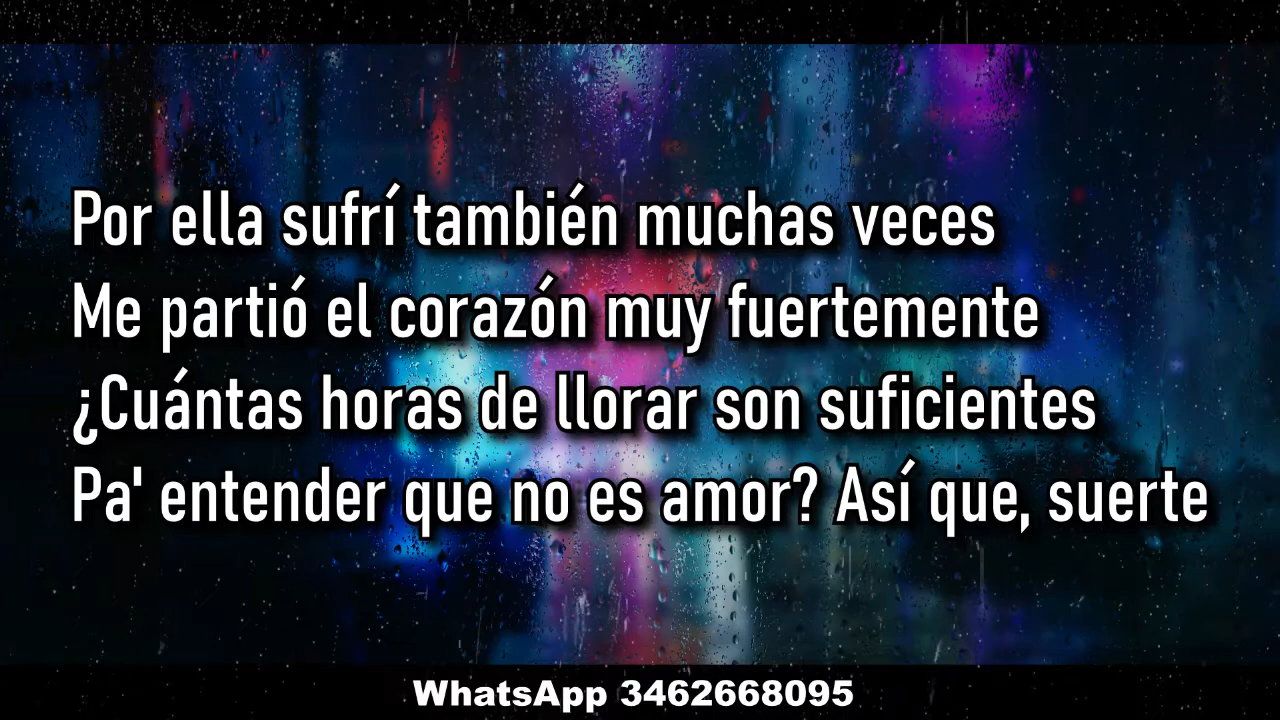 Por ella sufrí también muchas veces
Me partió el corazón muy fuertemente
¿Cuántas horas de llorar son suficientes
Pa' entender que no es amor? Así que, suerte
WhatsApp 3462668095